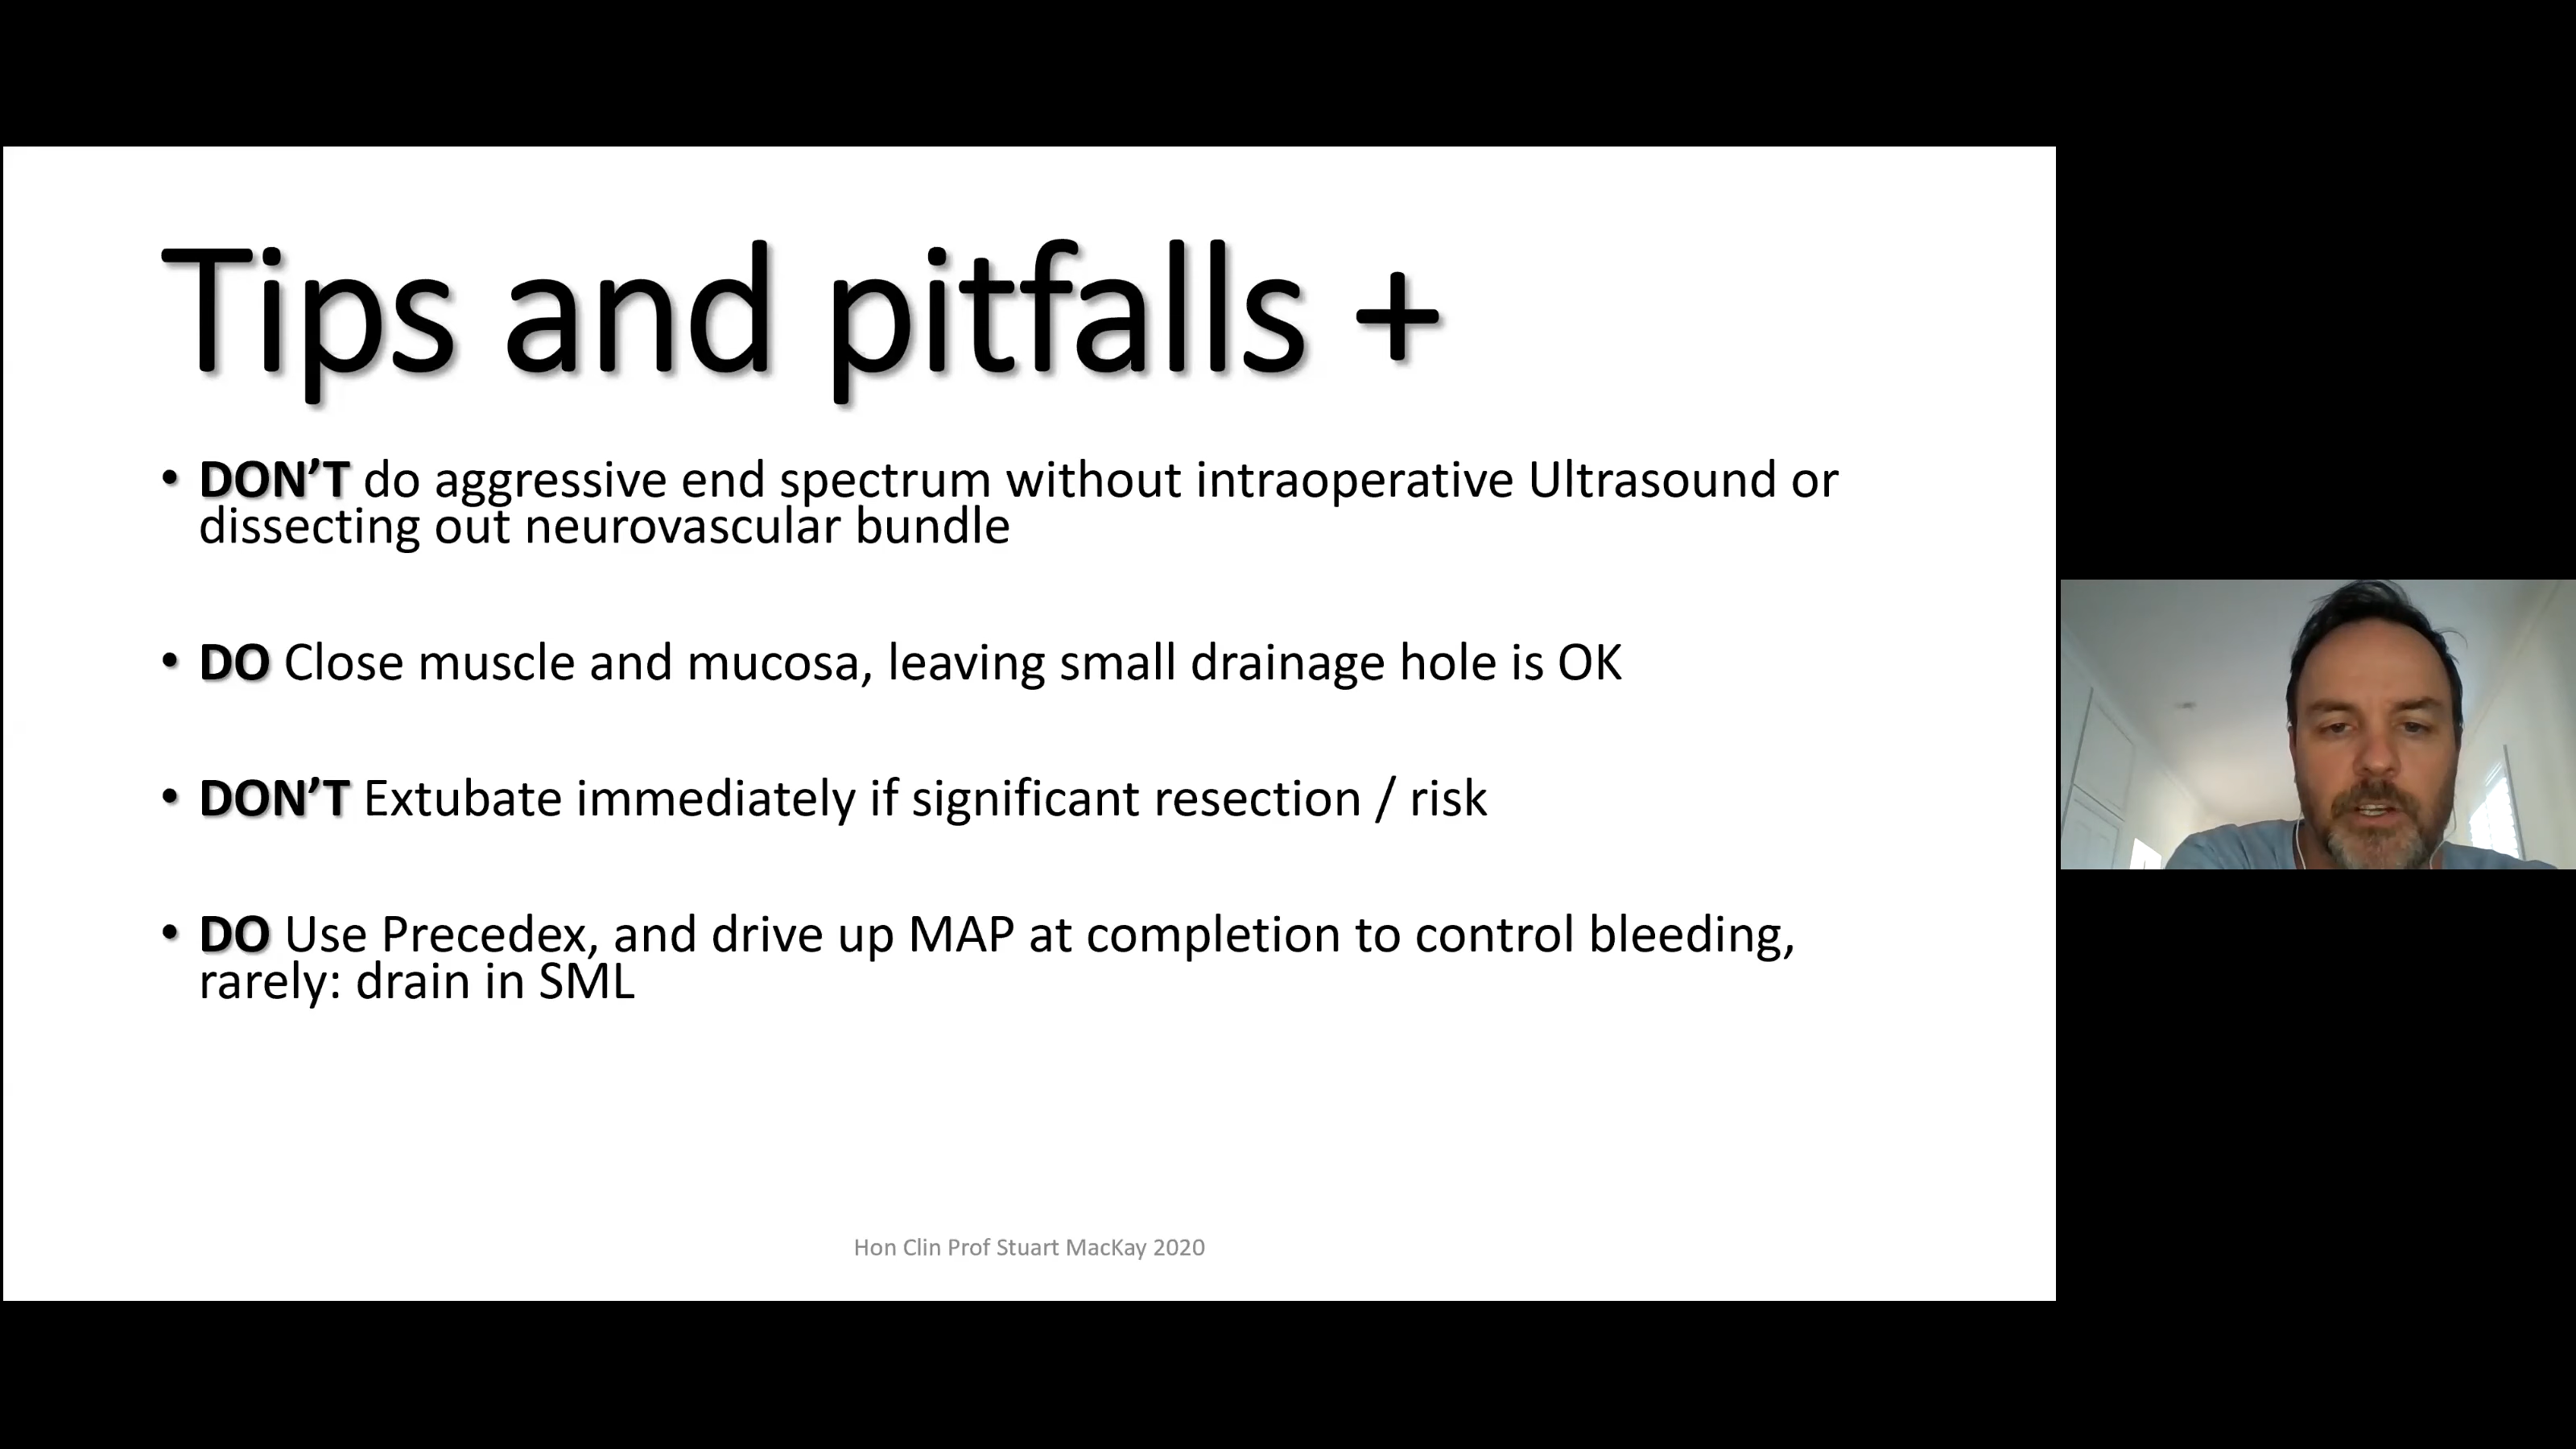 Tips and pitfalls +
• DON’T do aggressive end spectrum without intraoperative Ultrasound or
dissecting out neurovascular bundle
• DO Close muscle and mucosa, leaving small drainage hole is OK
• DON’T Extubate immediately if significant resection / risk
• DO Use Precedex, and drive up MAP at completion to control bleeding,
rarely: drain in SML
Hon Clin Prof Stuart MacKay 2020